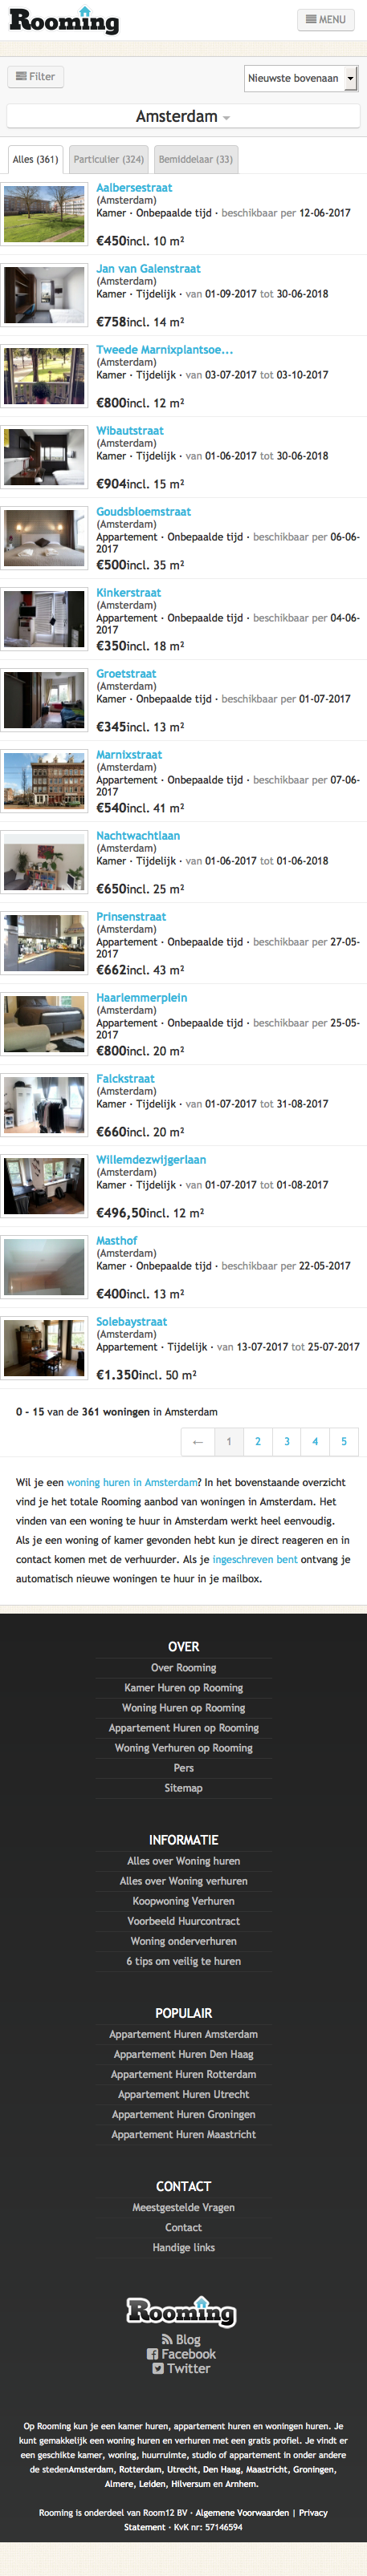 Rooming
MENU
Filter
Nieuwste bovenaan
Amsterdam
Alles (361)
Particulier (324)
Bemiddelaar (33)
Aalbersestraat
(Amsterdam)
Kamer · Onbepaalde tijd · beschikbaar per 12-06-2017
€450incl. 10 m²
Jan van Galenstraat
(Amsterdam)
Kamer · Tijdelijk · van 01-09-2017 tot 30-06-2018
€758incl. 14 m²
Tweede Marnixplantsoe...
(Amsterdam)
Kamer · Tijdelijk · van 03-07-2017 tot 03-10-2017
€800incl. 12 m²
Wibautstraat
(Amsterdam)
Kamer · Tijdelijk · van 01-06-2017 tot 30-06-2018
€904incl. 15 m²
Goudsbloemstraat
(Amsterdam)
Appartement · Onbepaalde tijd · beschikbaar per 06-06-
2017
€500incl. 35 m²
Kinkerstraat
(Amsterdam)
Appartement · Onbepaalde tijd · beschikbaar per 04-06-
2017
€350incl. 18 m²
Groetstraat
(Amsterdam)
Kamer · Onbepaalde tijd · beschikbaar per 01-07-2017
€345incl. 13 m²
Marnixstraat
(Amsterdam)
Appartement · Onbepaalde tijd · beschikbaar per 07-06-
2017
€540incl. 41 m²
Nachtwachtlaan
(Amsterdam)
Kamer · Tijdelijk · van 01-06-2017 tot 01-06-2018
€650incl. 25 m²
Prinsenstraat
(Amsterdam)
Appartement · Onbepaalde tijd · beschikbaar per 27-05-
2017
€662incl. 43 m²
Haarlemmerplein
(Amsterdam)
Appartement · Onbepaalde tijd · beschikbaar per 25-05-
2017
€800incl. 20 m²
Falckstraat
(Amsterdam)
Kamer · Tijdelijk · van 01-07-2017 tot 31-08-2017
€660incl. 20 m²
Willemdezwijgerlaan
(Amsterdam)
Kamer · Tijdelijk · van 01-07-2017 tot 01-08-2017
€496,50incl. 12 m²
Masthof
(Amsterdam)
Kamer · Onbepaalde tijd · beschikbaar per 22-05-2017
€400incl. 13 m²
Solebaystraat
(Amsterdam)
Appartement · Tijdelijk · van 13-07-2017 tot 25-07-2017
€1.350incl. 50 m²
0 - 15 van de 361 woningen in Amsterdam
← 1 2 3 4 5
Wil je een woning huren in Amsterdam? In het bovenstaande overzicht
vind je het totale Rooming aanbod van woningen in Amsterdam. Het
vinden van een woning te huur in Amsterdam werkt heel eenvoudig.
Als je een woning of kamer gevonden hebt kun je direct reageren en in
contact komen met de verhuurder. Als je ingeschreven bent ontvang je
automatisch nieuwe woningen te huur in je mailbox.
OVER
Over Rooming
Kamer Huren op Rooming
Woning Huren op Rooming
Appartement Huren op Rooming
Woning Verhuren op Rooming
Pers
Sitemap
INFORMATIE
Alles over Woning huren
Alles over Woning verhuren
Koopwoning Verhuren
Voorbeeld Huurcontract
Woning onderverhuren
6 tips om veilig te huren
POPULAIR
Appartement Huren Amsterdam
Appartement Huren Den Haag
Appartement Huren Rotterdam
Appartement Huren Utrecht
Appartement Huren Groningen
Appartement Huren Maastricht
CONTACT
Meestgestelde Vragen
Contact
Handige links
Rooming
Blog
Facebook
Twitter
Op Rooming kun je een kamer huren, appartement huren en woningen huren. Je
kunt gemakkelijk een woning huren en verhuren met een gratis profiel. Je vindt er
een geschikte kamer, woning, huurruimte, studio of appartement in onder andere
de stedenAmsterdam, Rotterdam, Utrecht, Den Haag, Maastricht, Groningen,
Almere, Leiden, Hilversum en Arnhem.
Rooming is onderdeel van Room12 BV - Algemene Voorwaarden | Privacy
Statement - KvK nr: 57146594